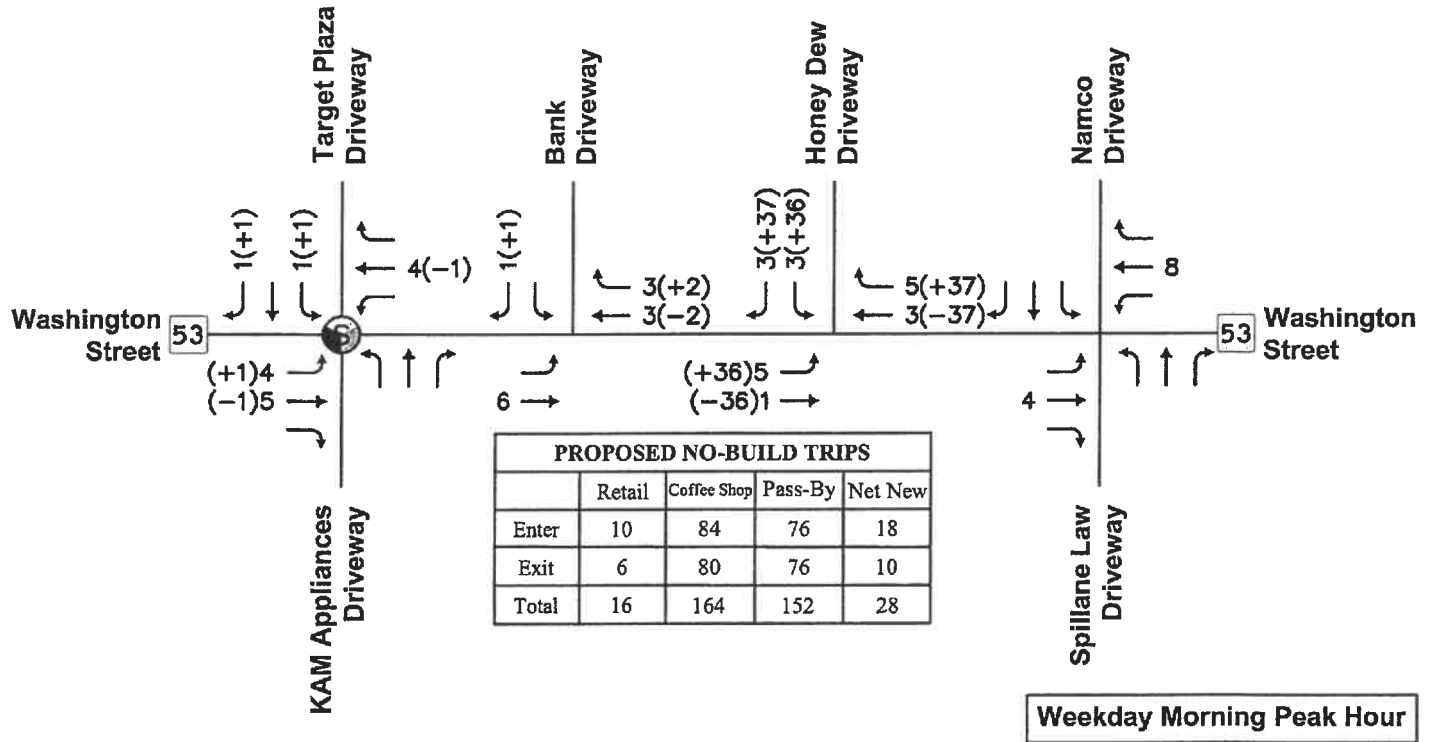 Target Plaza
Driveway
Bank
Driveway
Honey Dew
Driveway
Namco
Driveway
1(+1)
1(+1)
4(-1)
1(+1)
3(+2)
3(-2)
3(+37)
3(+36)
5(+37)
3(-37)
8
Washington
Street
53
S
53
Washington
Street
(+1)4
(-1)5
6
(+36)5
(-36)1
4
PROPOSED NO-BUILD TRIPS
Retail Coffee Shop Pass-By Net New
Enter 10 84 76 18
Exit 6 80 76 10
Total 16 164 152 28
KAM Appliances
Driveway
Spillane Law
Driveway
Weekday Morning Peak Hour